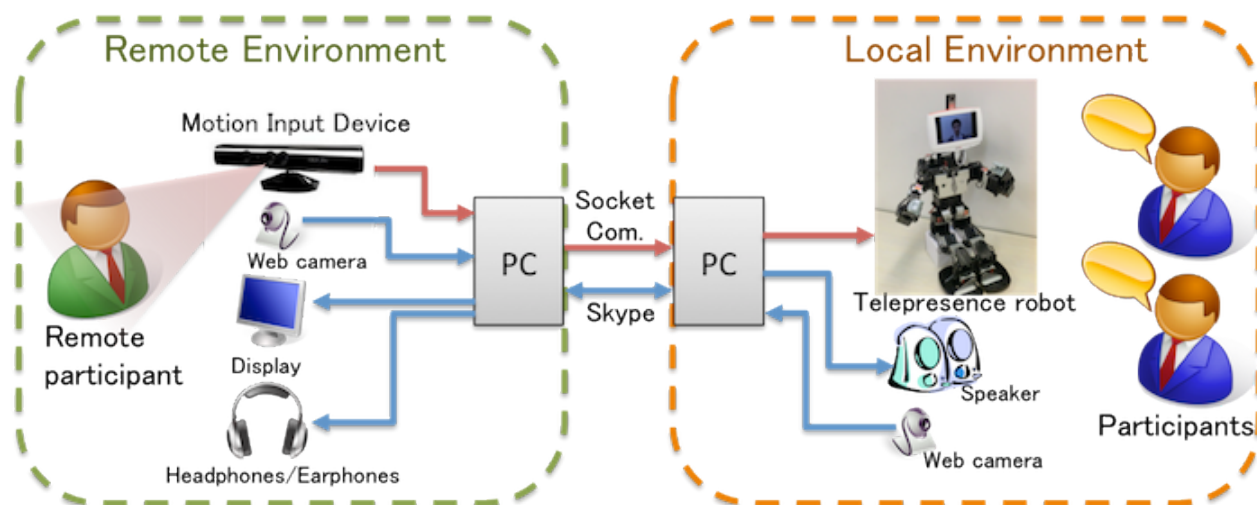 Remote Environment
Motion Input Device
Web camera
Display
Headphones/Earphones
Remote
participant
PC
Socket
Com.
Skype
PC
Local Environment
Telepresence robot
Speaker
Web camera
Participants